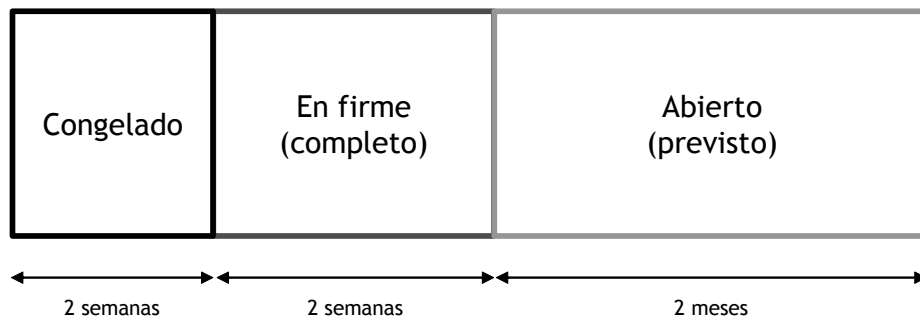 Congelado
En firme
(completo)
Abierto
(previsto)
2 semanas
2 semanas
2 meses